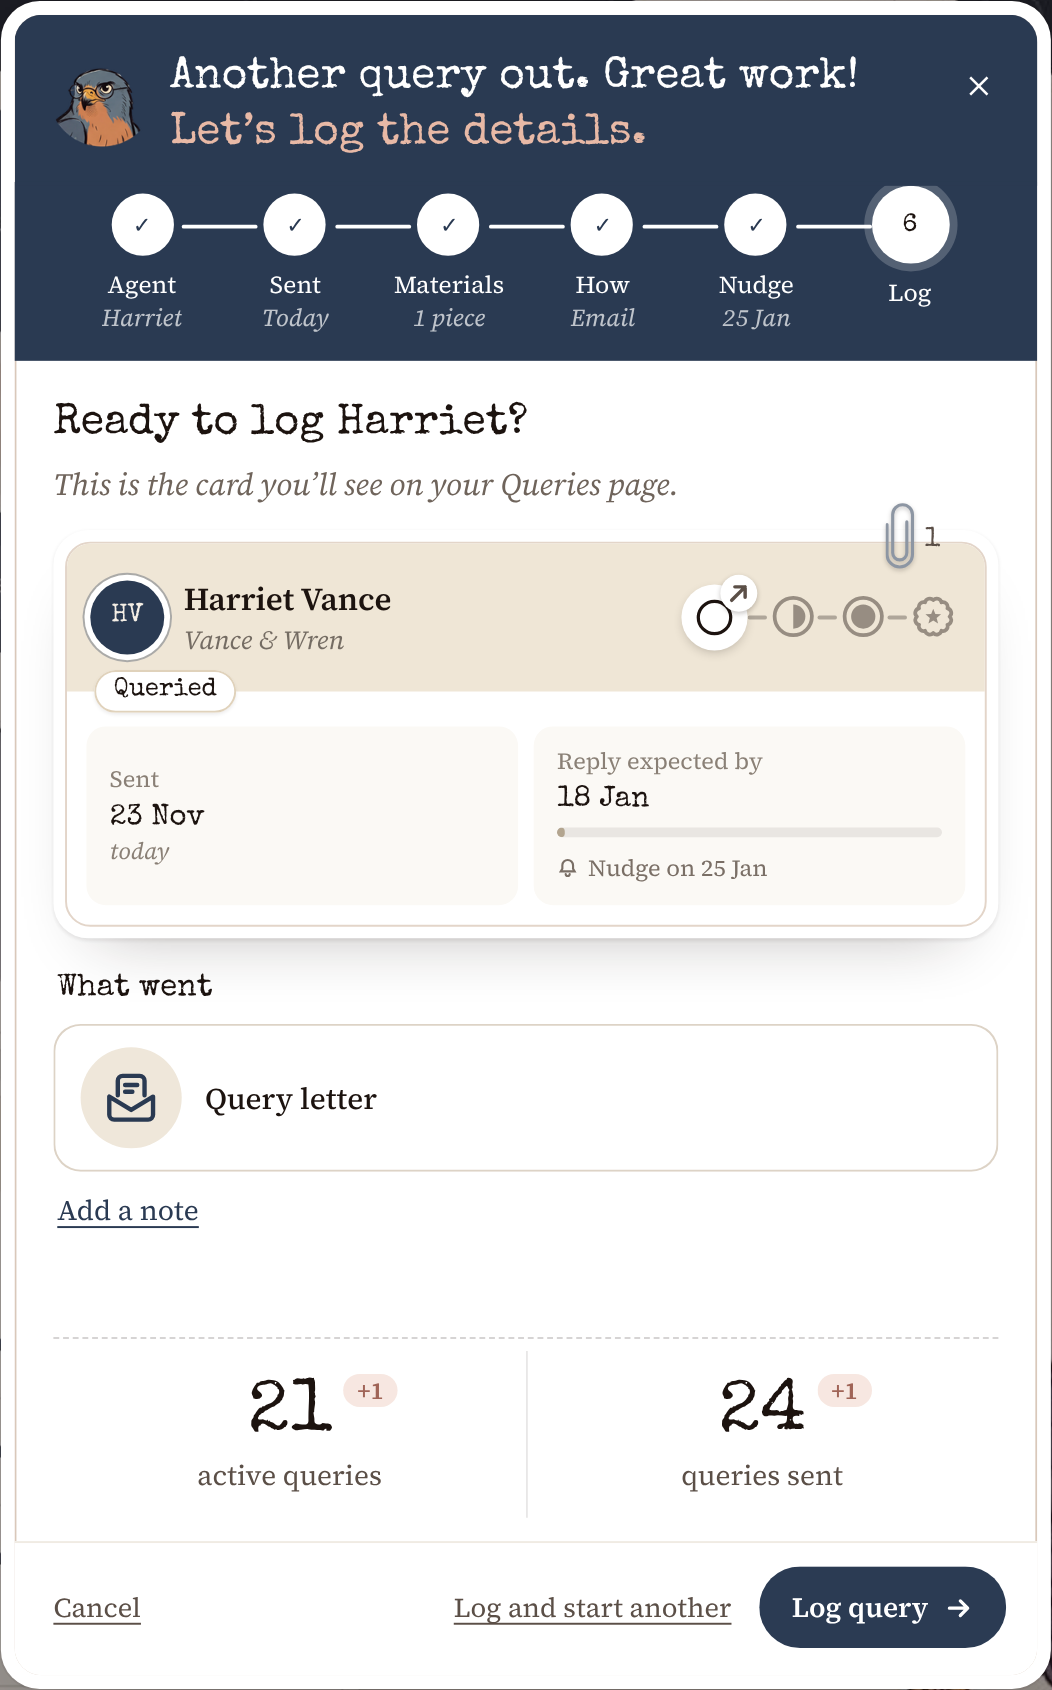 Another query out. Great work!
Let’s log the details.
✓ ✓ ✓ ✓ ✓ 6
Agent Sent Materials How Nudge Log
Harriet Today 1 piece Email 25 Jan
Ready to log Harriet?
This is the card you’ll see on your Queries page.
1
HV
Harriet Vance
Vance & Wren
Queried
Sent
23 Nov
today
Reply expected by
18 Jan
Nudge on 25 Jan
What went
Query letter
Add a note
21 +1
active queries
24 +1
queries sent
Cancel
Log and start another
Log query →